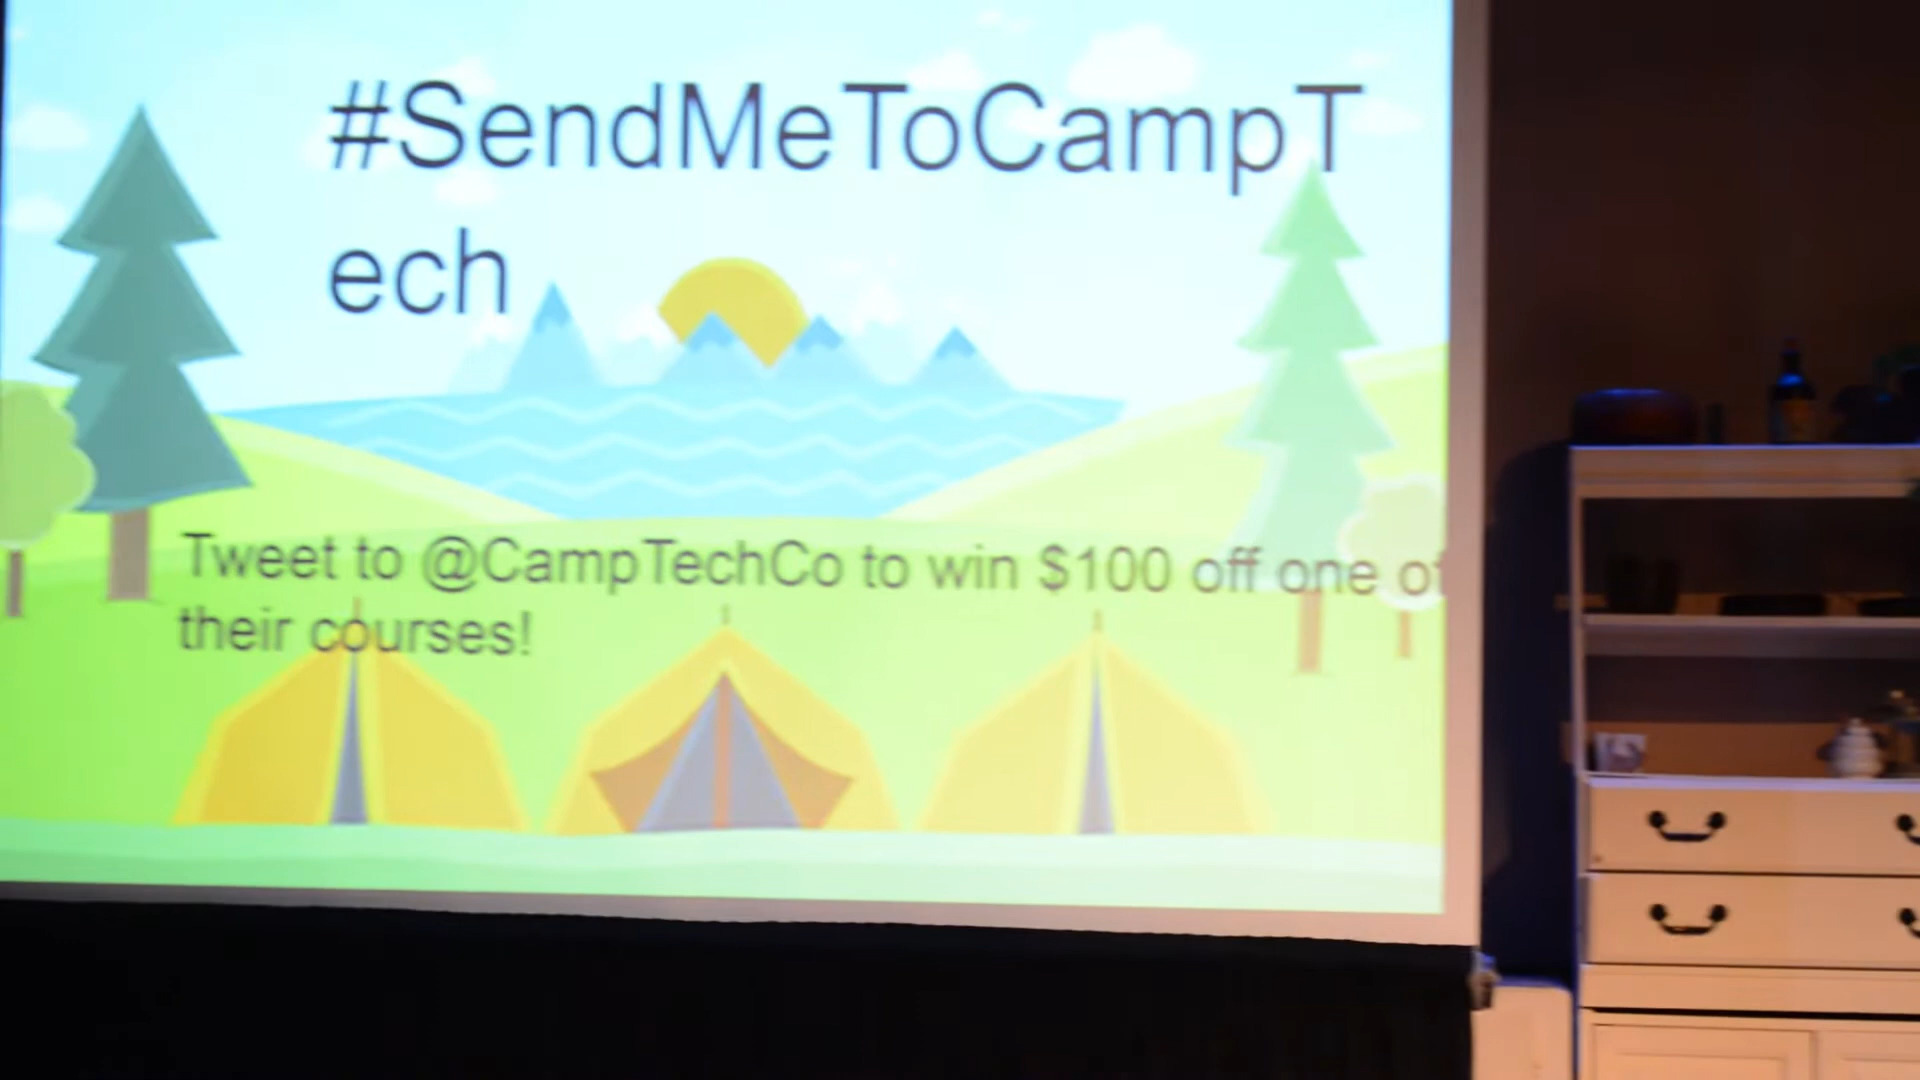 #SendMeToCampT
ech
Tweet to @CampTechCo to win $100 off one of
their courses!